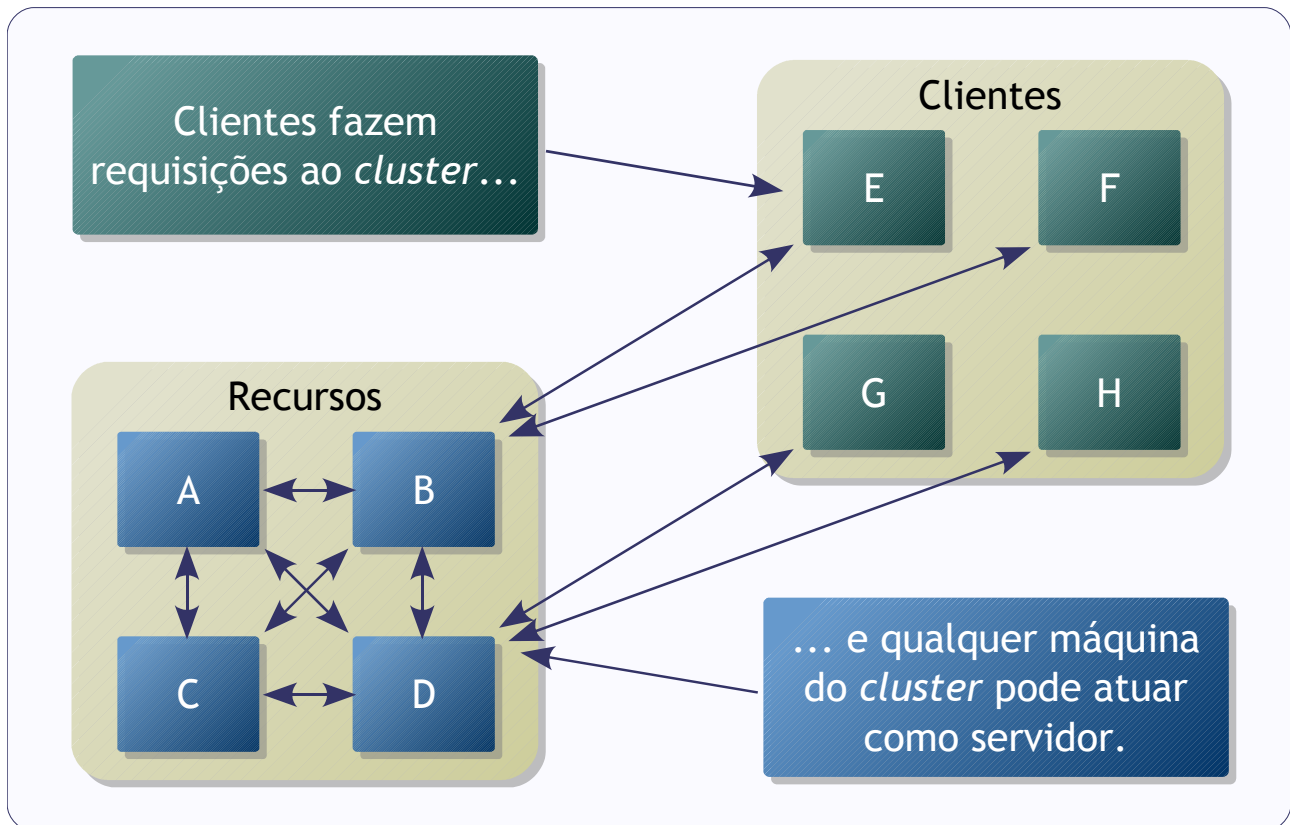 Clientes fazem
requisições ao cluster...
Clientes
E
F
G
H
Recursos
A
B
C
D
... e qualquer máquina
do cluster pode atuar
como servidor.